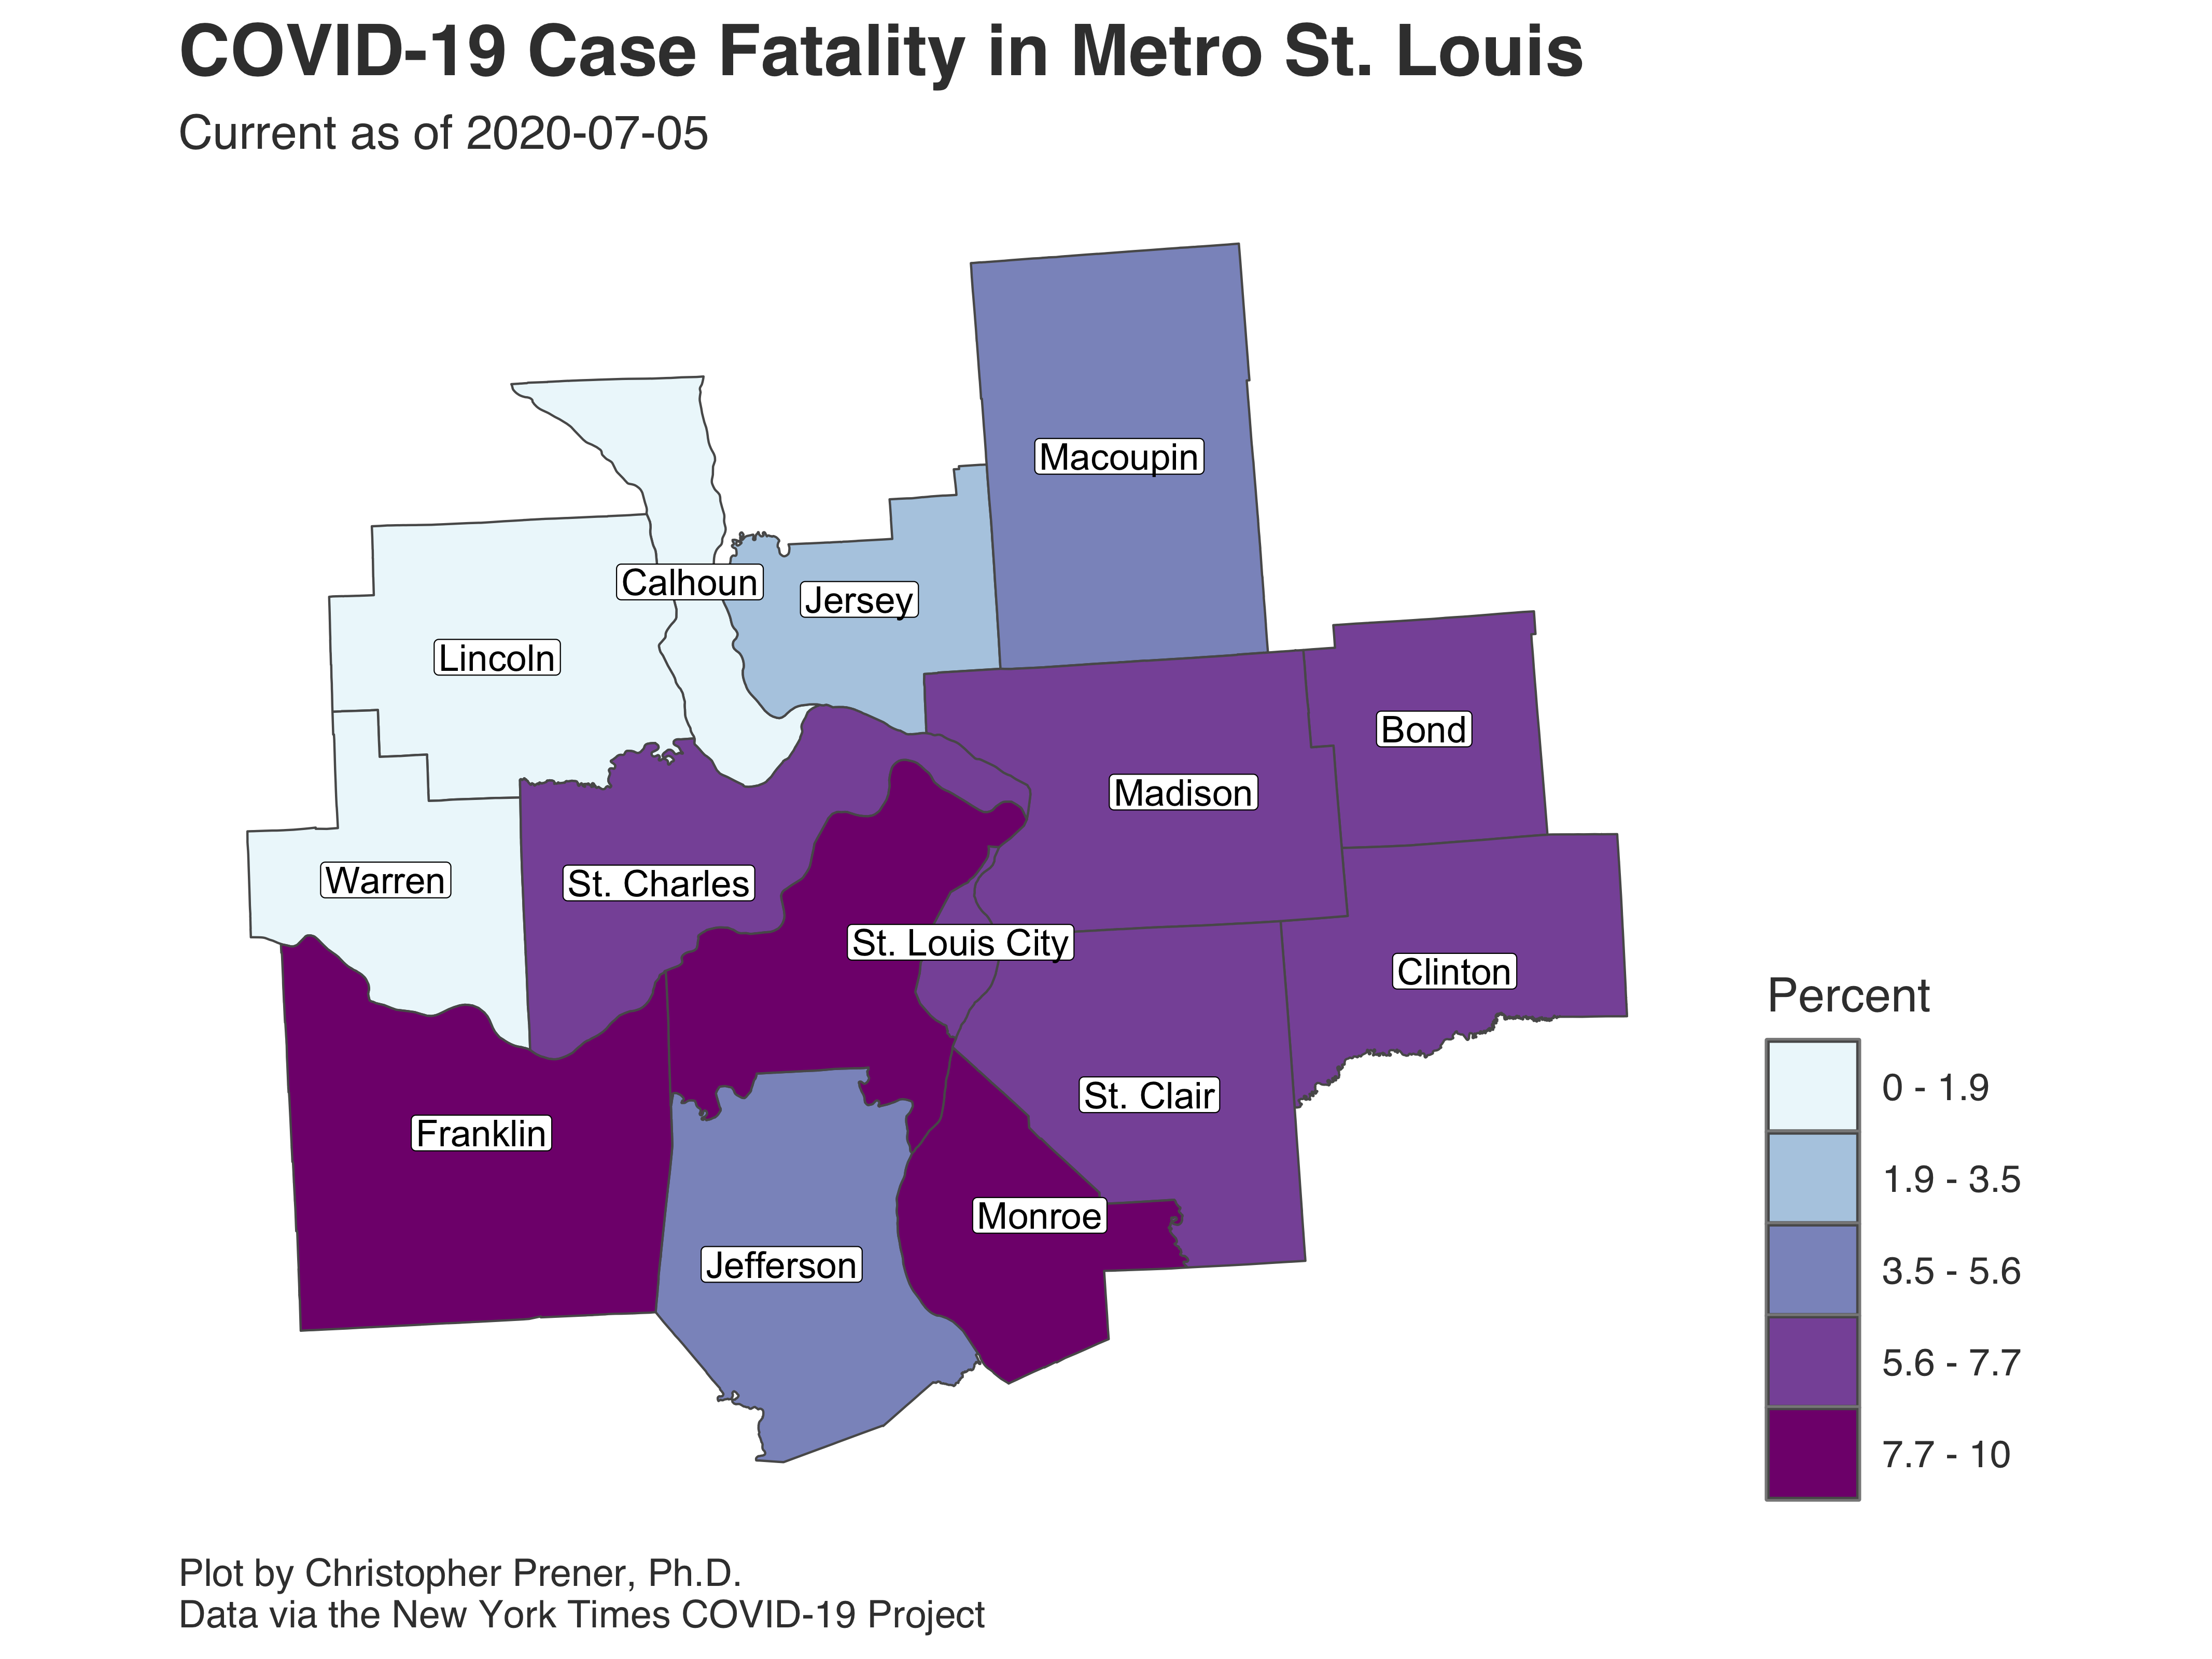 COVID-19 Case Fatality in Metro St. Louis
Current as of 2020-07-05
Macoupin
Calhoun
Jersey
Lincoln
Bond
Madison
Warren
St. Charles
St. Louis City
Clinton
St. Clair
Franklin
Monroe
Jefferson
Percent
0 - 1.9
1.9 - 3.5
3.5 - 5.6
5.6 - 7.7
7.7 - 10
Plot by Christopher Prener, Ph.D.
Data via the New York Times COVID-19 Project